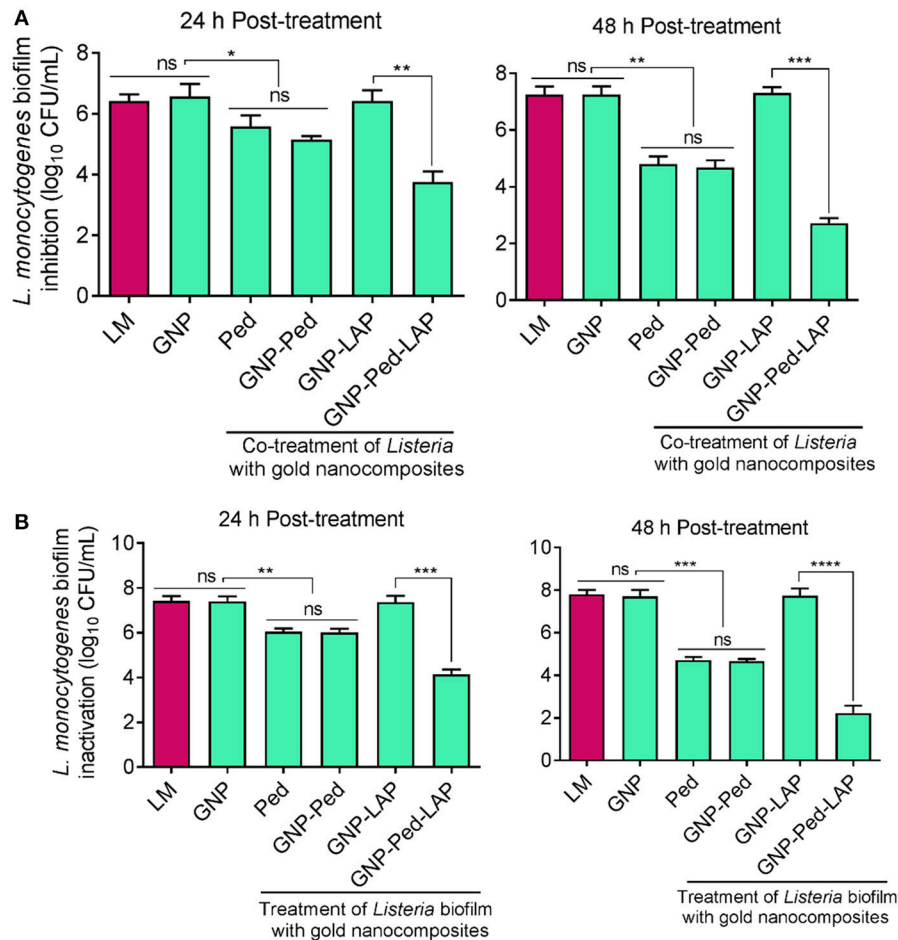 A
24 h Post-treatment
L. monocytogenes biofilm
inhibtion (log10 CFU/mL)
8
6
4
2
0
ns
*
ns
**
LM
GNP
Ped
GNP-Ped
GNP-LAP
GNP-Ped-LAP
Co-treatment of Listeria
with gold nanocomposites
48 h Post-treatment
8
6
4
2
0
ns
**
ns
***
LM
GNP
Ped
GNP-Ped
GNP-LAP
GNP-Ped-LAP
Co-treatment of Listeria
with gold nanocomposites
B
24 h Post-treatment
L. monocytogenes biofilm
inactivation (log10 CFU/mL)
10
8
6
4
2
0
ns
**
ns
***
LM
GNP
Ped
GNP-Ped
GNP-LAP
GNP-Ped-LAP
Treatment of Listeria biofilm
with gold nanocomposites
48 h Post-treatment
10
8
6
4
2
0
ns
***
ns
****
LM
GNP
Ped
GNP-Ped
GNP-LAP
GNP-Ped-LAP
Treatment of Listeria biofilm
with gold nanocomposites